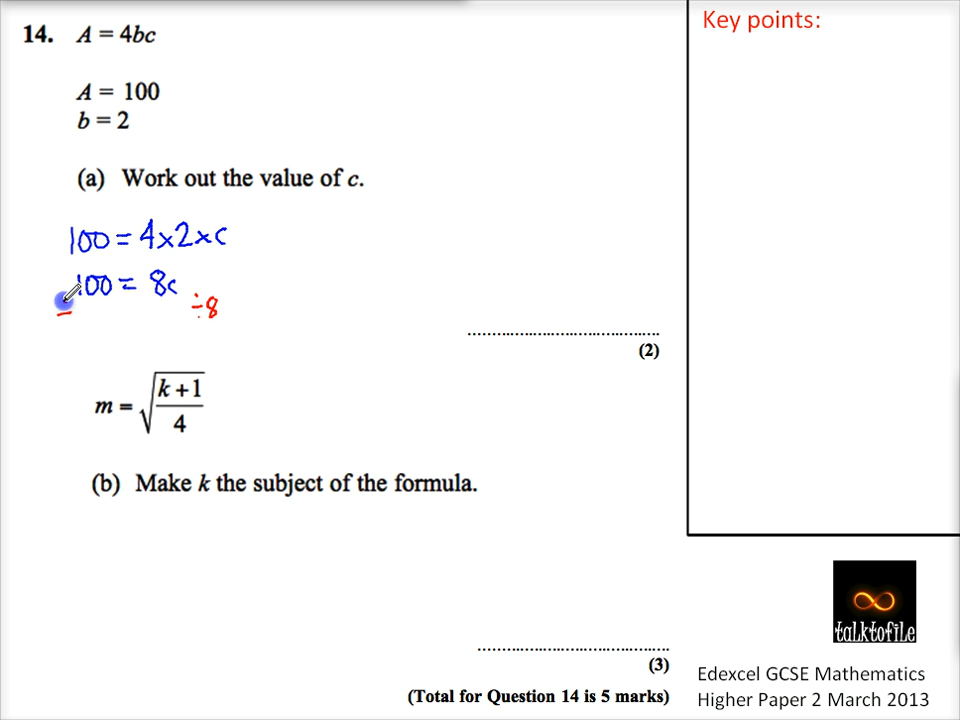 14. A = 4bc
Key points:
A = 100
b = 2
(a) Work out the value of c.
100 = 4×2×c
100 = 8c
÷8
(2)
m = √((k + 1)/4)
(b) Make k the subject of the formula.
(3)
(Total for Question 14 is 5 marks)
talktofile
Edexcel GCSE Mathematics
Higher Paper 2 March 2013